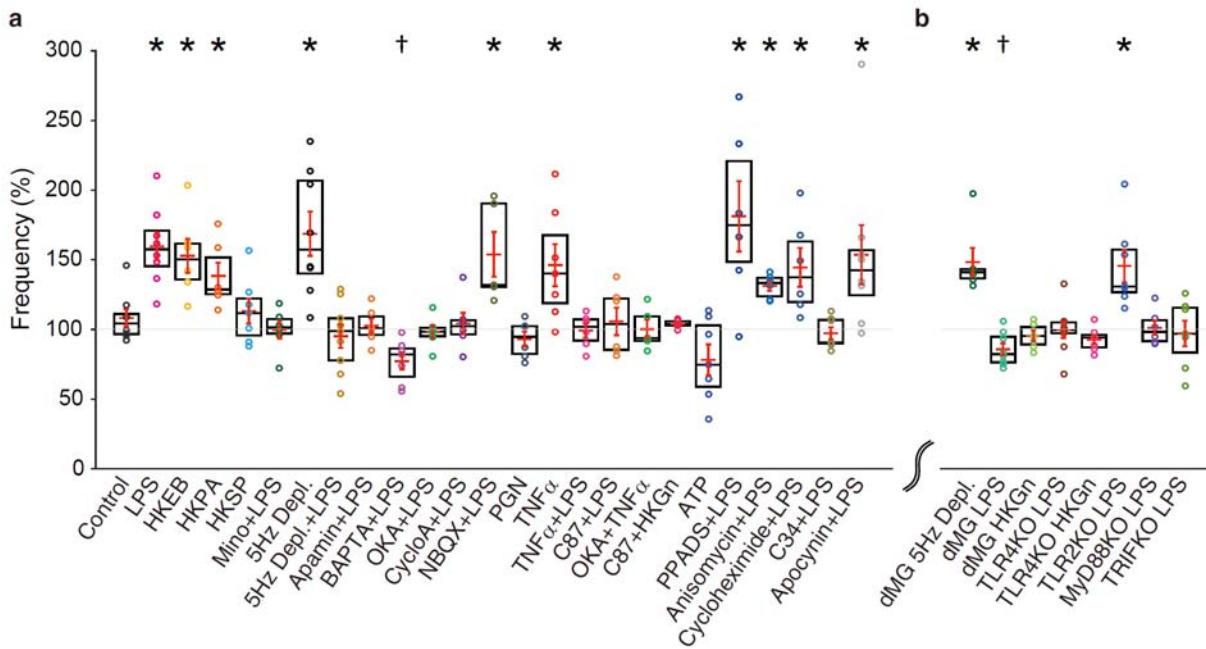 a
b
* * * * † * * * * * *
* † *
Frequency (%)
300
250
200
150
100
50
0
Control
LPS
HKEB
HKPA
HKSP
Mino+LPS
5Hz Depl.
5Hz Depl.+LPS
Apamin+LPS
BAPTA+LPS
OKA+LPS
CycloA+LPS
NBQX+LPS
PGN
TNFα
TNFα+LPS
C87+LPS
OKA+TNFα
C87+HKGn
ATP
PPADS+LPS
Anisomycin+LPS
Cycloheximide+LPS
C34+LPS
Apocynin+LPS
dMG 5Hz Depl.
dMG LPS
dMG HKGn
TLR4KO LPS
TLR4KO HKGn
TLR2KO LPS
MyD88KO LPS
TRIFKO LPS